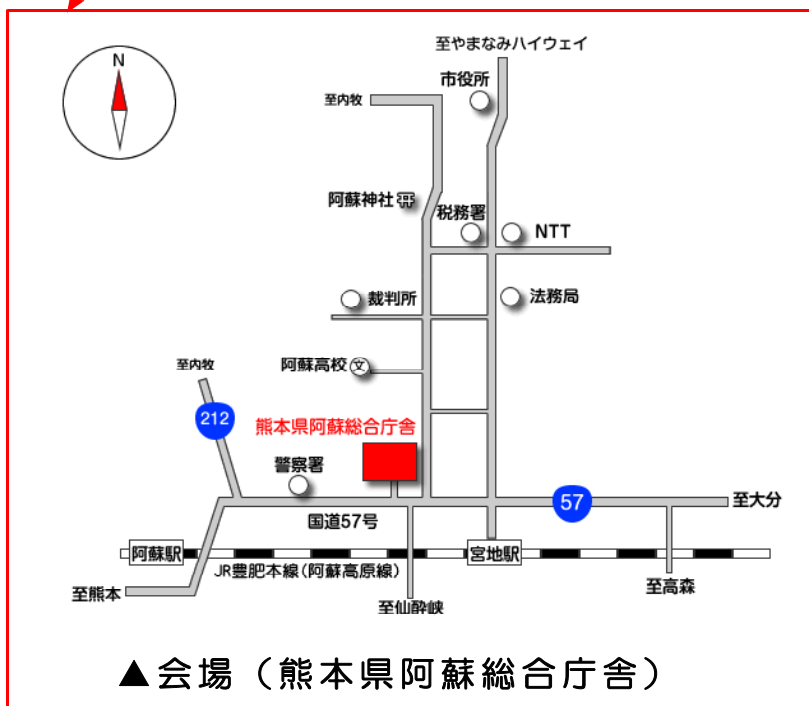 至やまなみハイウェイ
N
市役所
至内牧
阿蘇神社
税務署
NTT
裁判所
法務局
至内牧
阿蘇高校
文
212
熊本県阿蘇総合庁舎
警察署
57
至大分
国道57号
阿蘇駅
宮地駅
JR豊肥本線(阿蘇高原線)
至熊本
至仙酔峡
至高森
▲会場（熊本県阿蘇総合庁舎）